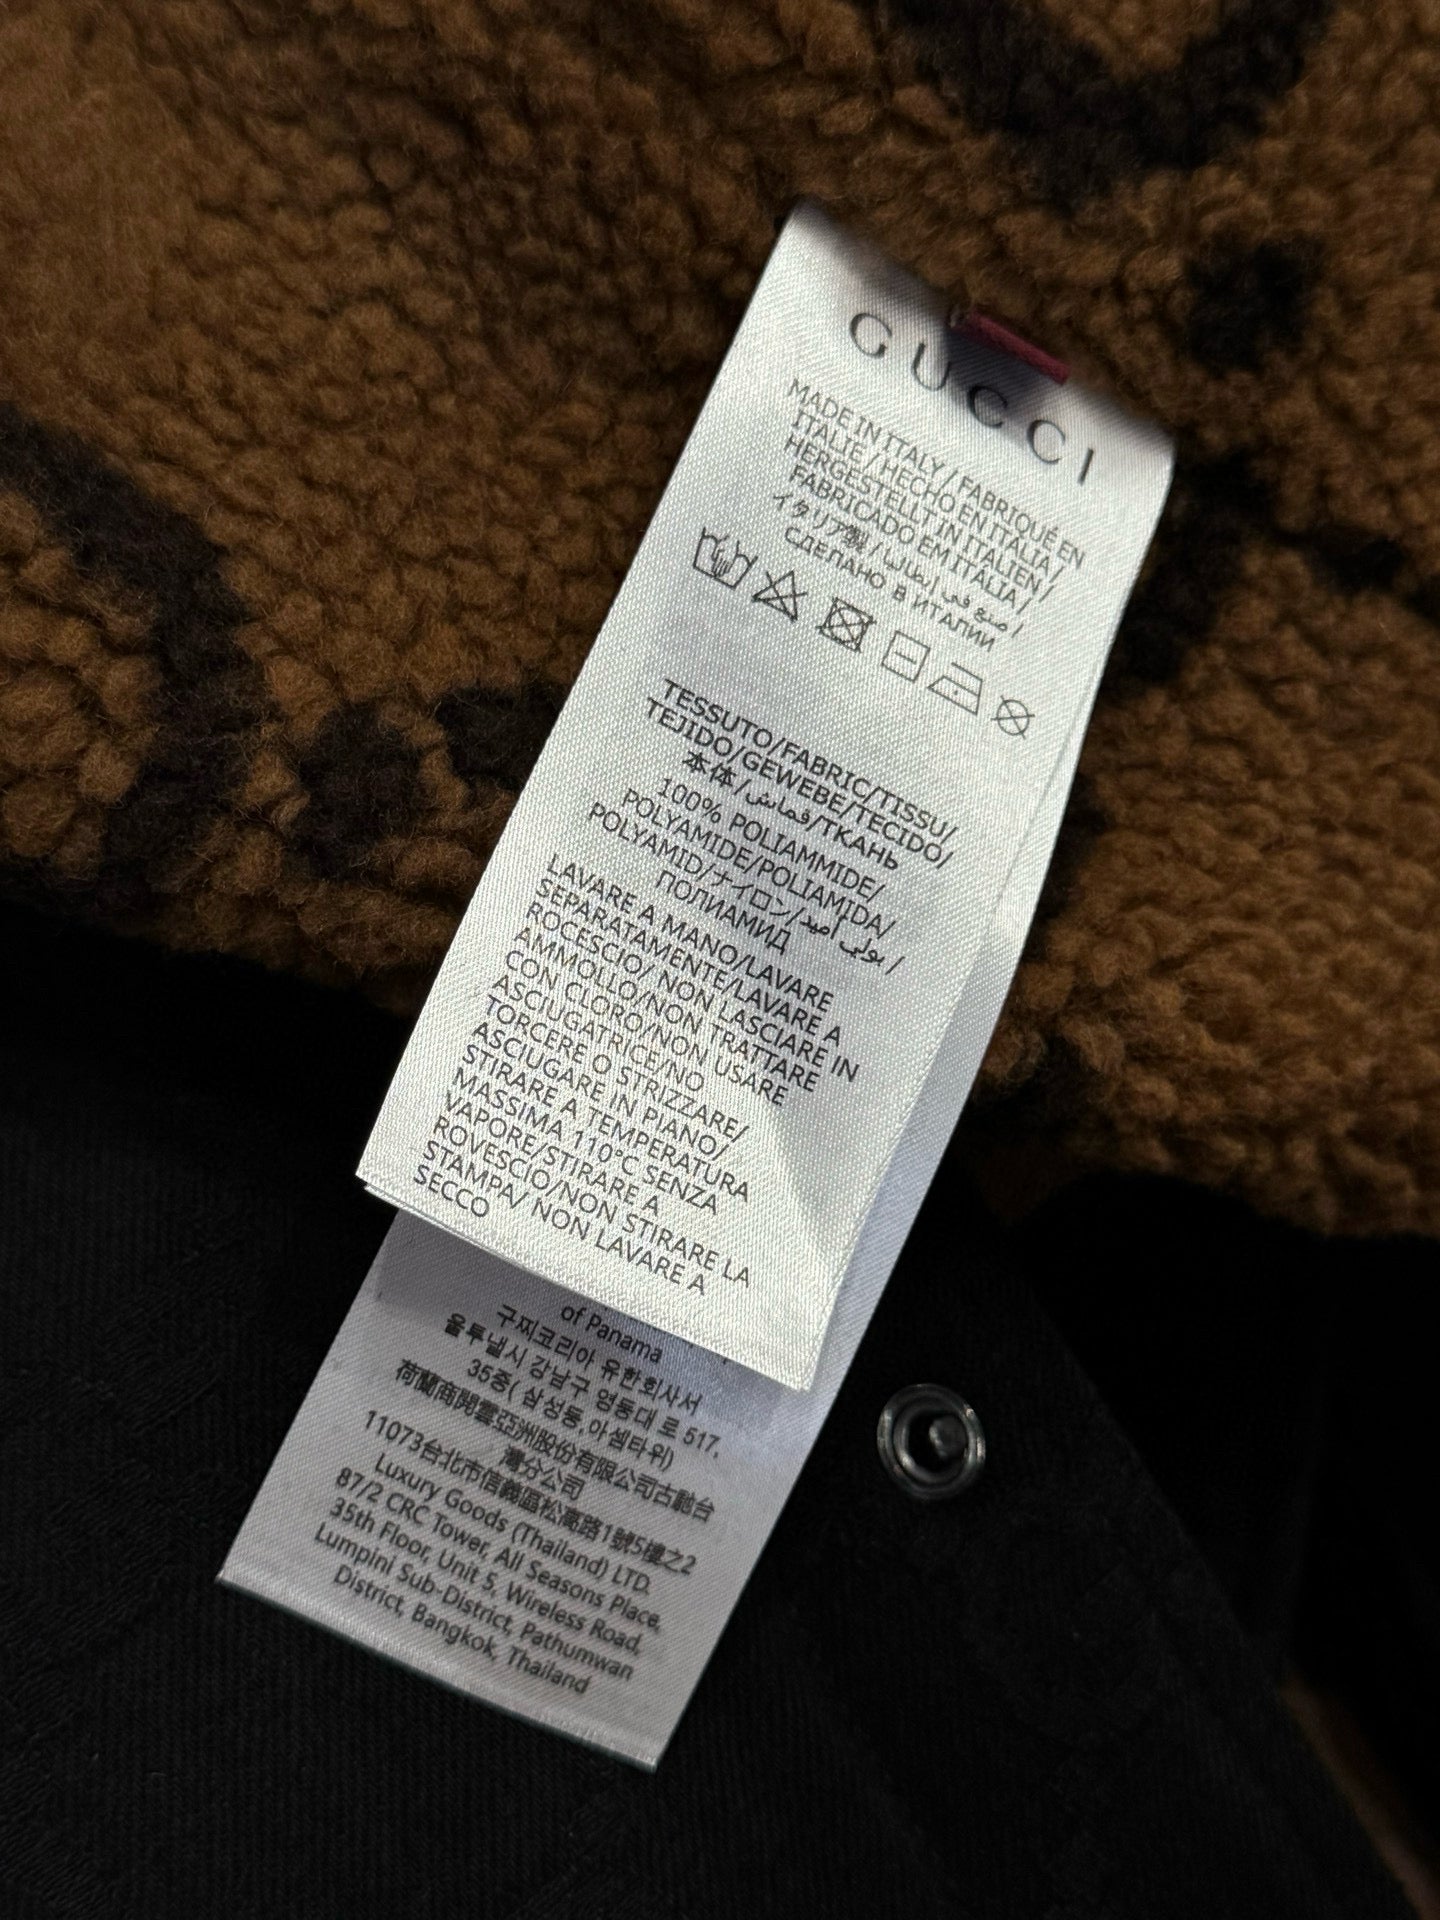 GUCCI
MADE IN ITALY / FABRIQUÉ EN
ITALIE / HECHO EN ITALIA /
HERGESTELLT IN ITALIEN /
FABRICADO EM ITALIA /
イタリア製 / صنع في إيطاليا /
СДЕЛАНО В ИТАЛИИ
TESSUTO/FABRIC/TISSU/
TEJIDO/GEWEBE/TECIDO/
本体/قماش/ТКАНЬ
100% POLIAMMIDE/
POLYAMIDE/POLIAMIDA/
POLYAMID/ナイロン/بولي أميد /
ПОЛИАМИД
LAVARE A MANO/LAVARE
SEPARATAMENTE/LAVARE A
ROCESCIO/ NON LASCIARE IN
AMMOLLO/NON TRATTARE
CON CLORO/NON USARE
ASCIUGATRICE/NO
TORCERE O STRIZZARE/
ASCIUGARE IN PIANO/
STIRARE A TEMPERATURA
MASSIMA 110°C SENZA
VAPORE/STIRARE A
ROVESCIO/NON STIRARE LA
STAMPA/ NON LAVARE A
SECCO
of Panama
구찌코리아 유한회사서
울투낼시 강남구 영동대 로 517,
35중( 삼성동,아셈타위)
荷蘭商開雲亞洲股份有限公司古馳台
灣分公司
11073台北市信義區松高路1號5樓之2
Luxury Goods (Thailand) LTD.
87/2 CRC Tower, All Seasons Place,
35th Floor, Unit 5, Wireless Road,
Lumpini Sub-District, Pathumwan
District, Bangkok, Thailand